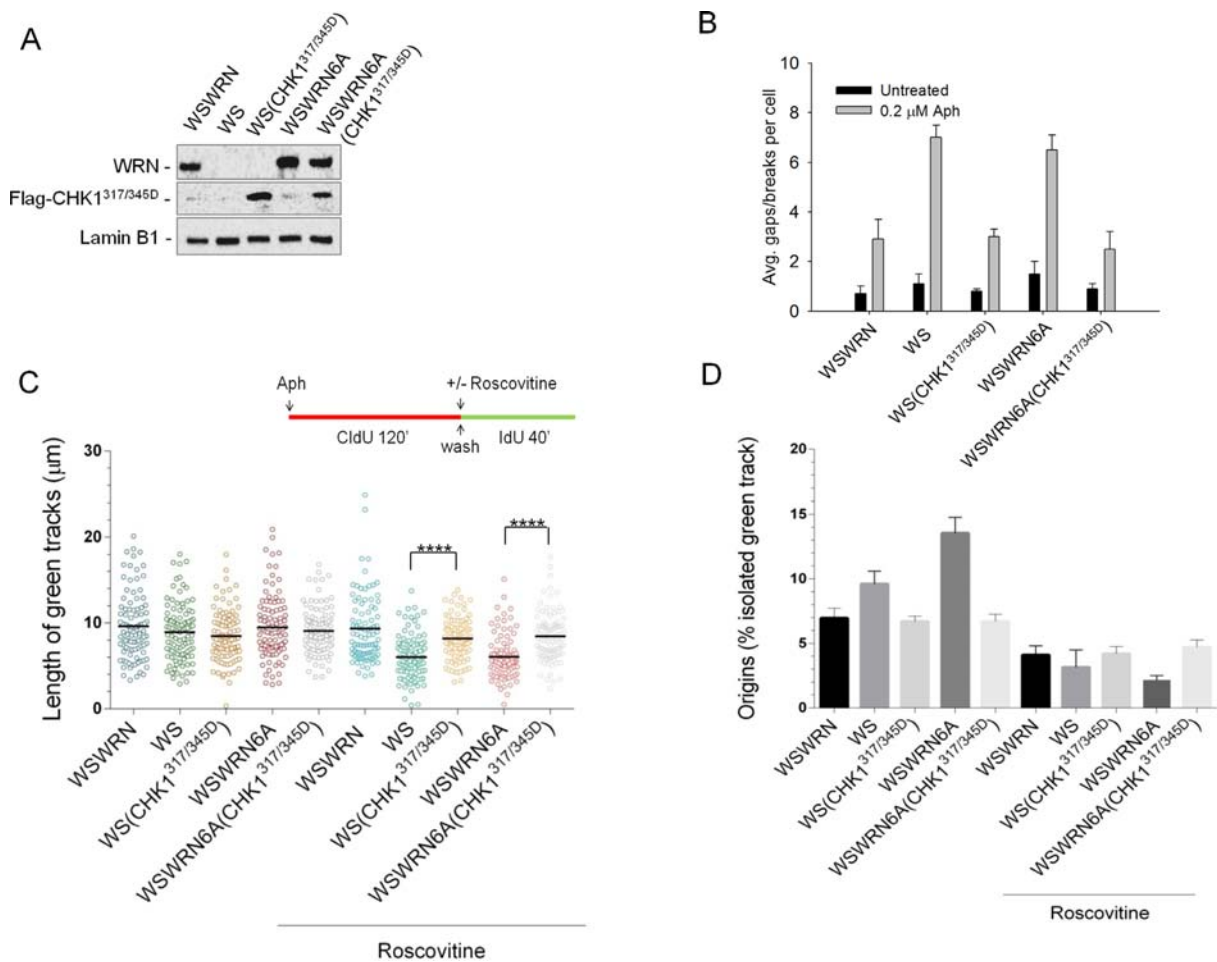 A
WSWRN
WS
WS(CHK1317/345D)
WSWRN6A
WSWRN6A
(CHK1317/345D)
WRN -
Flag-CHK1317/345D -
Lamin B1 -
B
10
8
6
4
2
0
Avg. gaps/breaks per cell
Untreated
0.2 μM Aph
WSWRN
WS
WS(CHK1317/345D)
WSWRN6A
WSWRN6A(CHK1317/345D)
C
Aph
+/- Roscovitine
CldU 120'
wash
IdU 40'
30
20
10
0
Length of green tracks (μm)
****
****
WSWRN
WS
WS(CHK1317/345D)
WSWRN6A
WSWRN6A(CHK1317/345D)
WSWRN
WS
WS(CHK1317/345D)
WSWRN6A
WSWRN6A(CHK1317/345D)
Roscovitine
D
20
15
10
5
0
Origins (% isolated green track)
WSWRN
WS
WS(CHK1317/345D)
WSWRN6A
WSWRN6A(CHK1317/345D)
WSWRN
WS
WS(CHK1317/345D)
WSWRN6A
WSWRN6A(CHK1317/345D)
Roscovitine